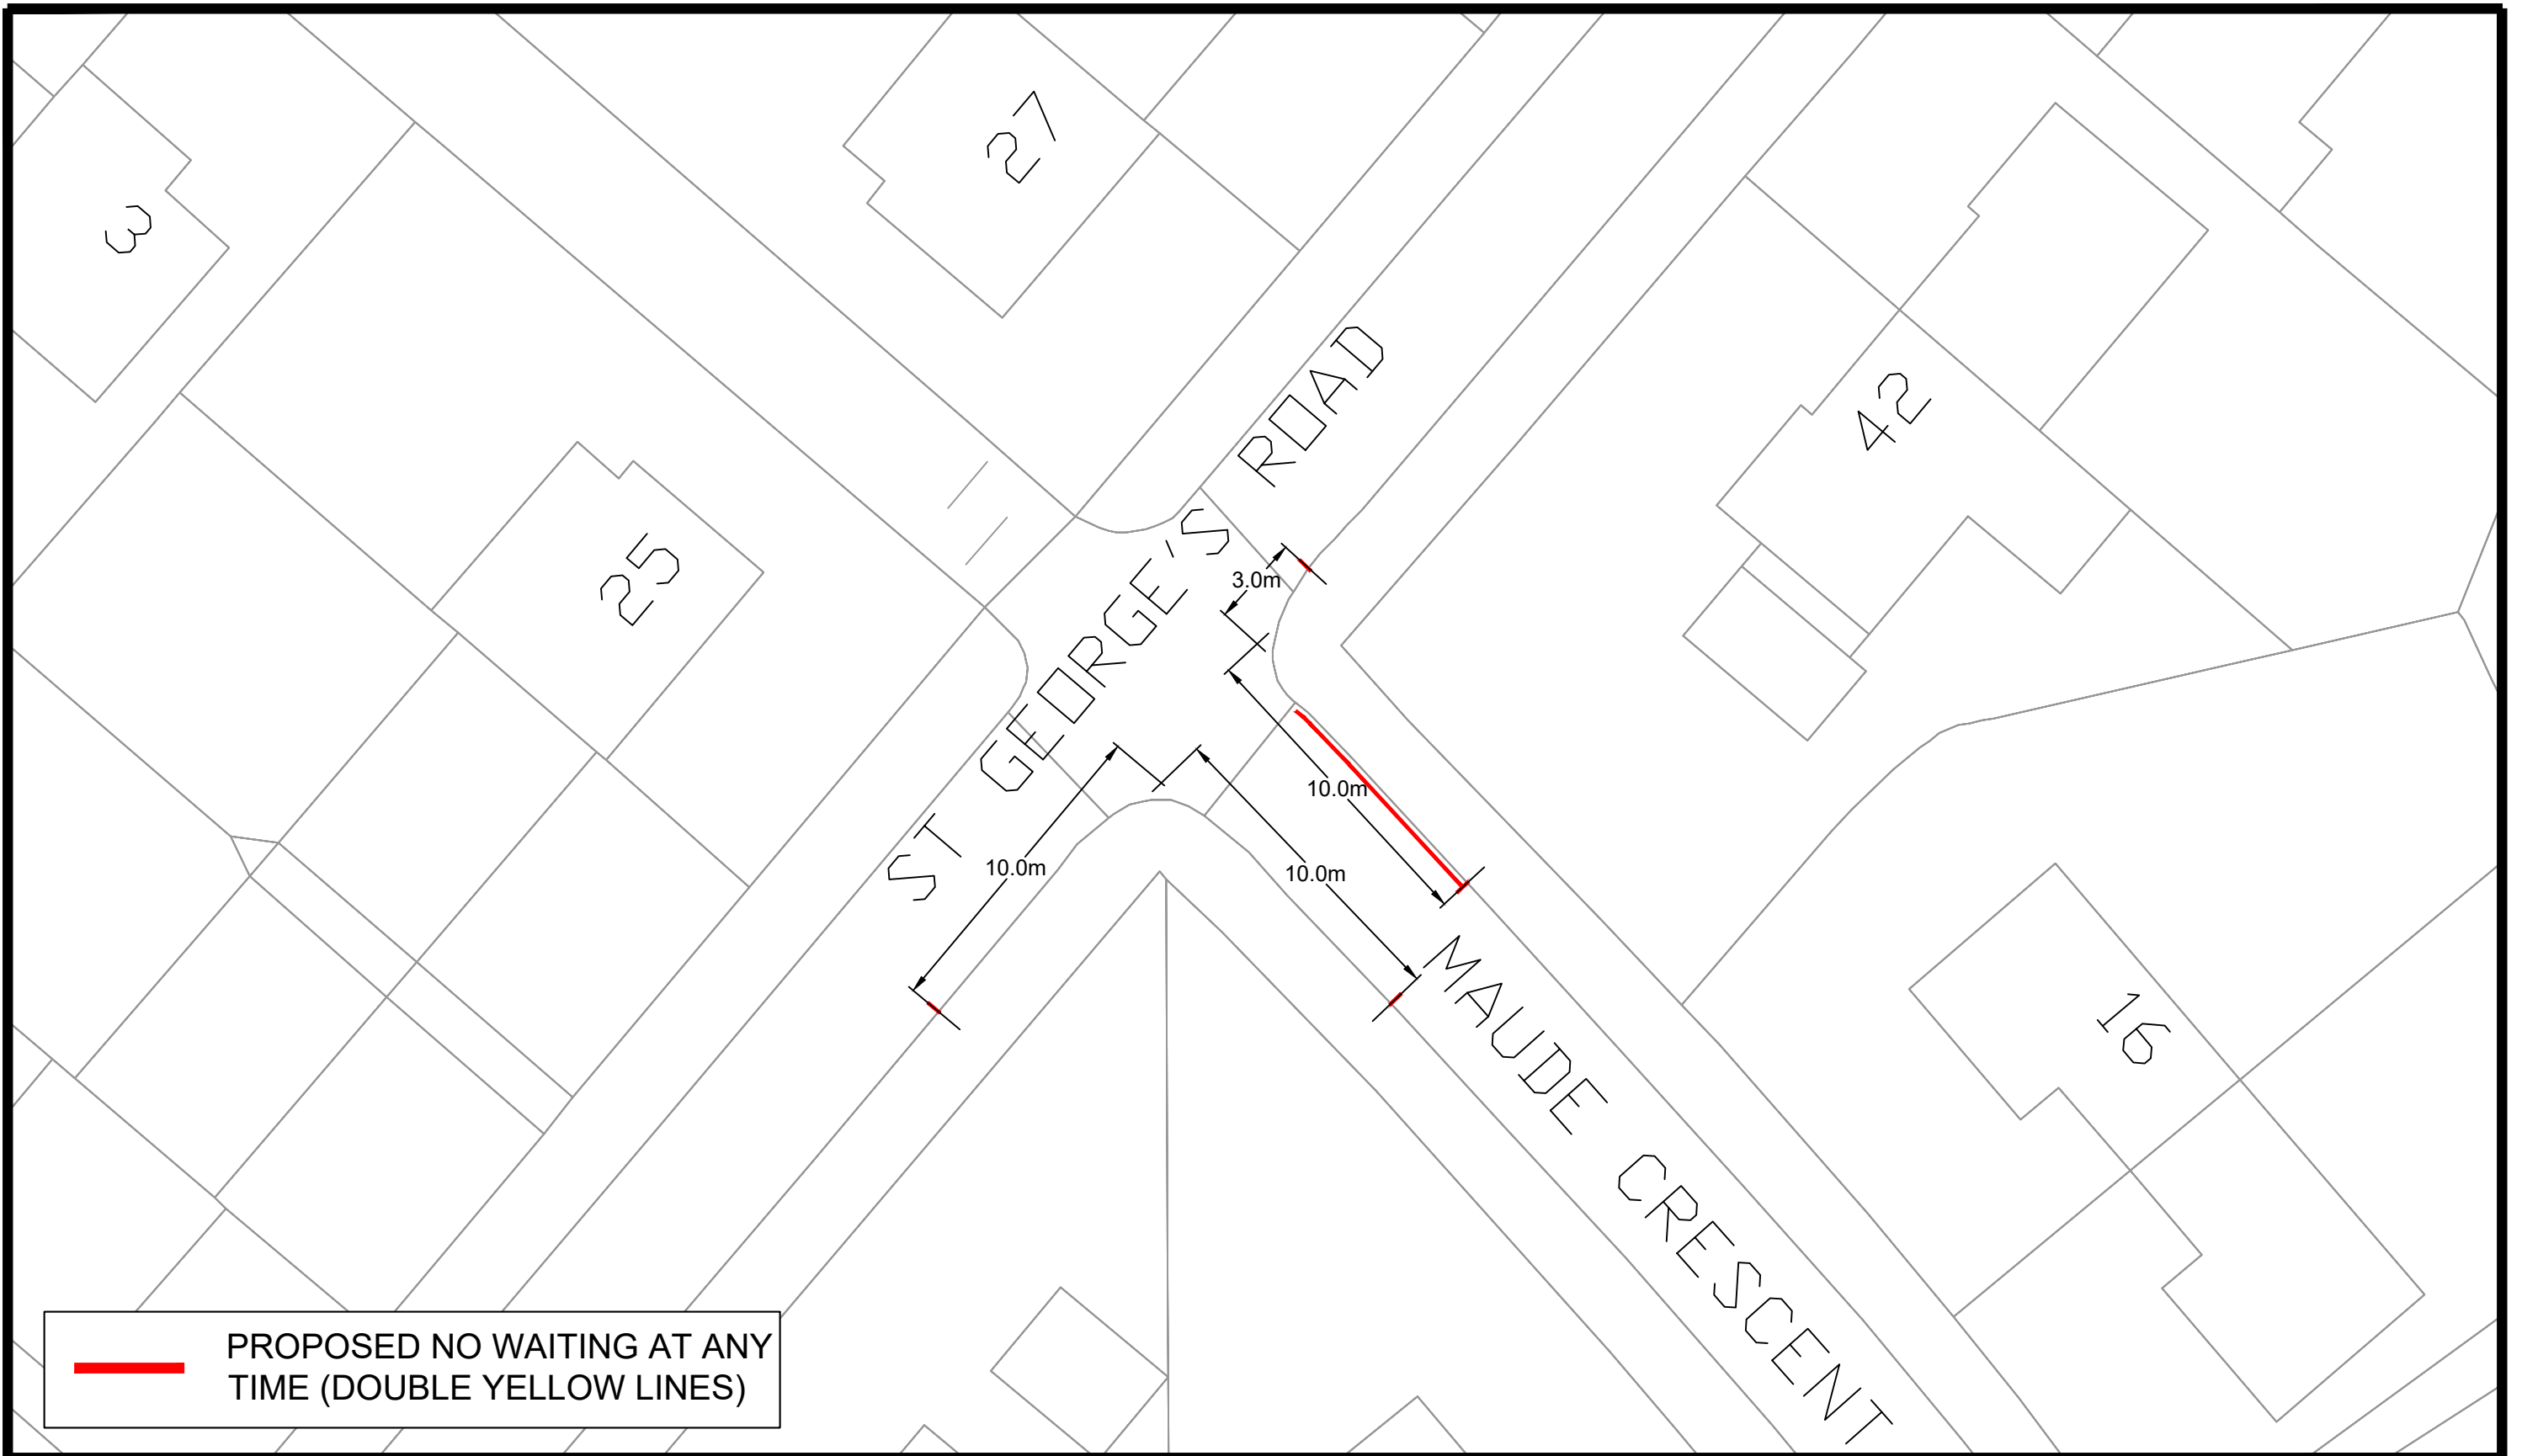 27
3
ST GEORGE'S ROAD
42
25
3.0m
10.0m
10.0m
10.0m
MAUDE CRESCENT
16
PROPOSED NO WAITING AT ANY
TIME (DOUBLE YELLOW LINES)